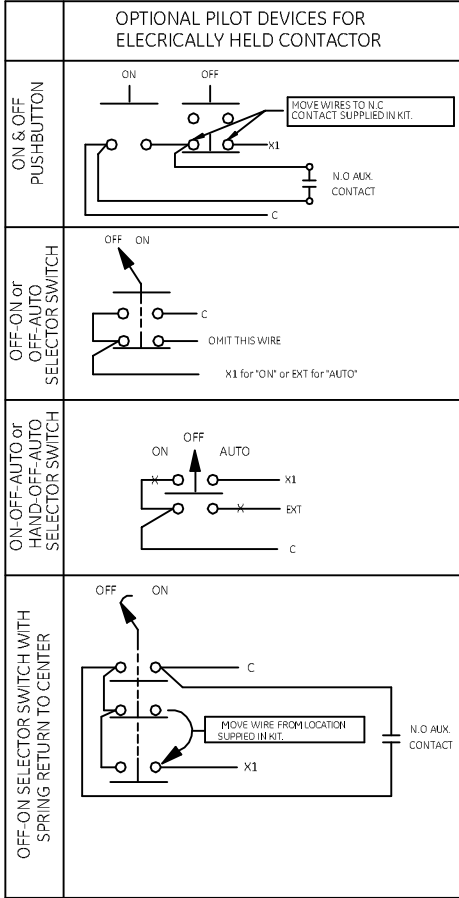 OPTIONAL PILOT DEVICES FOR
ELECRICALLY HELD CONTACTOR
ON & OFF
PUSHBUTTON
ON
OFF
MOVE WIRES TO N.C
CONTACT SUPPLIED IN KIT.
X1
N.O AUX.
CONTACT
C
OFF-ON or
OFF-AUTO
SELECTOR SWITCH
OFF ON
C
OMIT THIS WIRE
X1 for "ON" or EXT for "AUTO"
ON-OFF-AUTO or
HAND-OFF-AUTO
SELECTOR SWITCH
OFF
ON
AUTO
X
X1
X
EXT
C
OFF-ON SELECTOR SWITCH WITH
SPRING RETURN TO CENTER
OFF
ON
C
MOVE WIRE FROM LOCATION
SUPPIED IN KIT.
N.O AUX.
CONTACT
X1